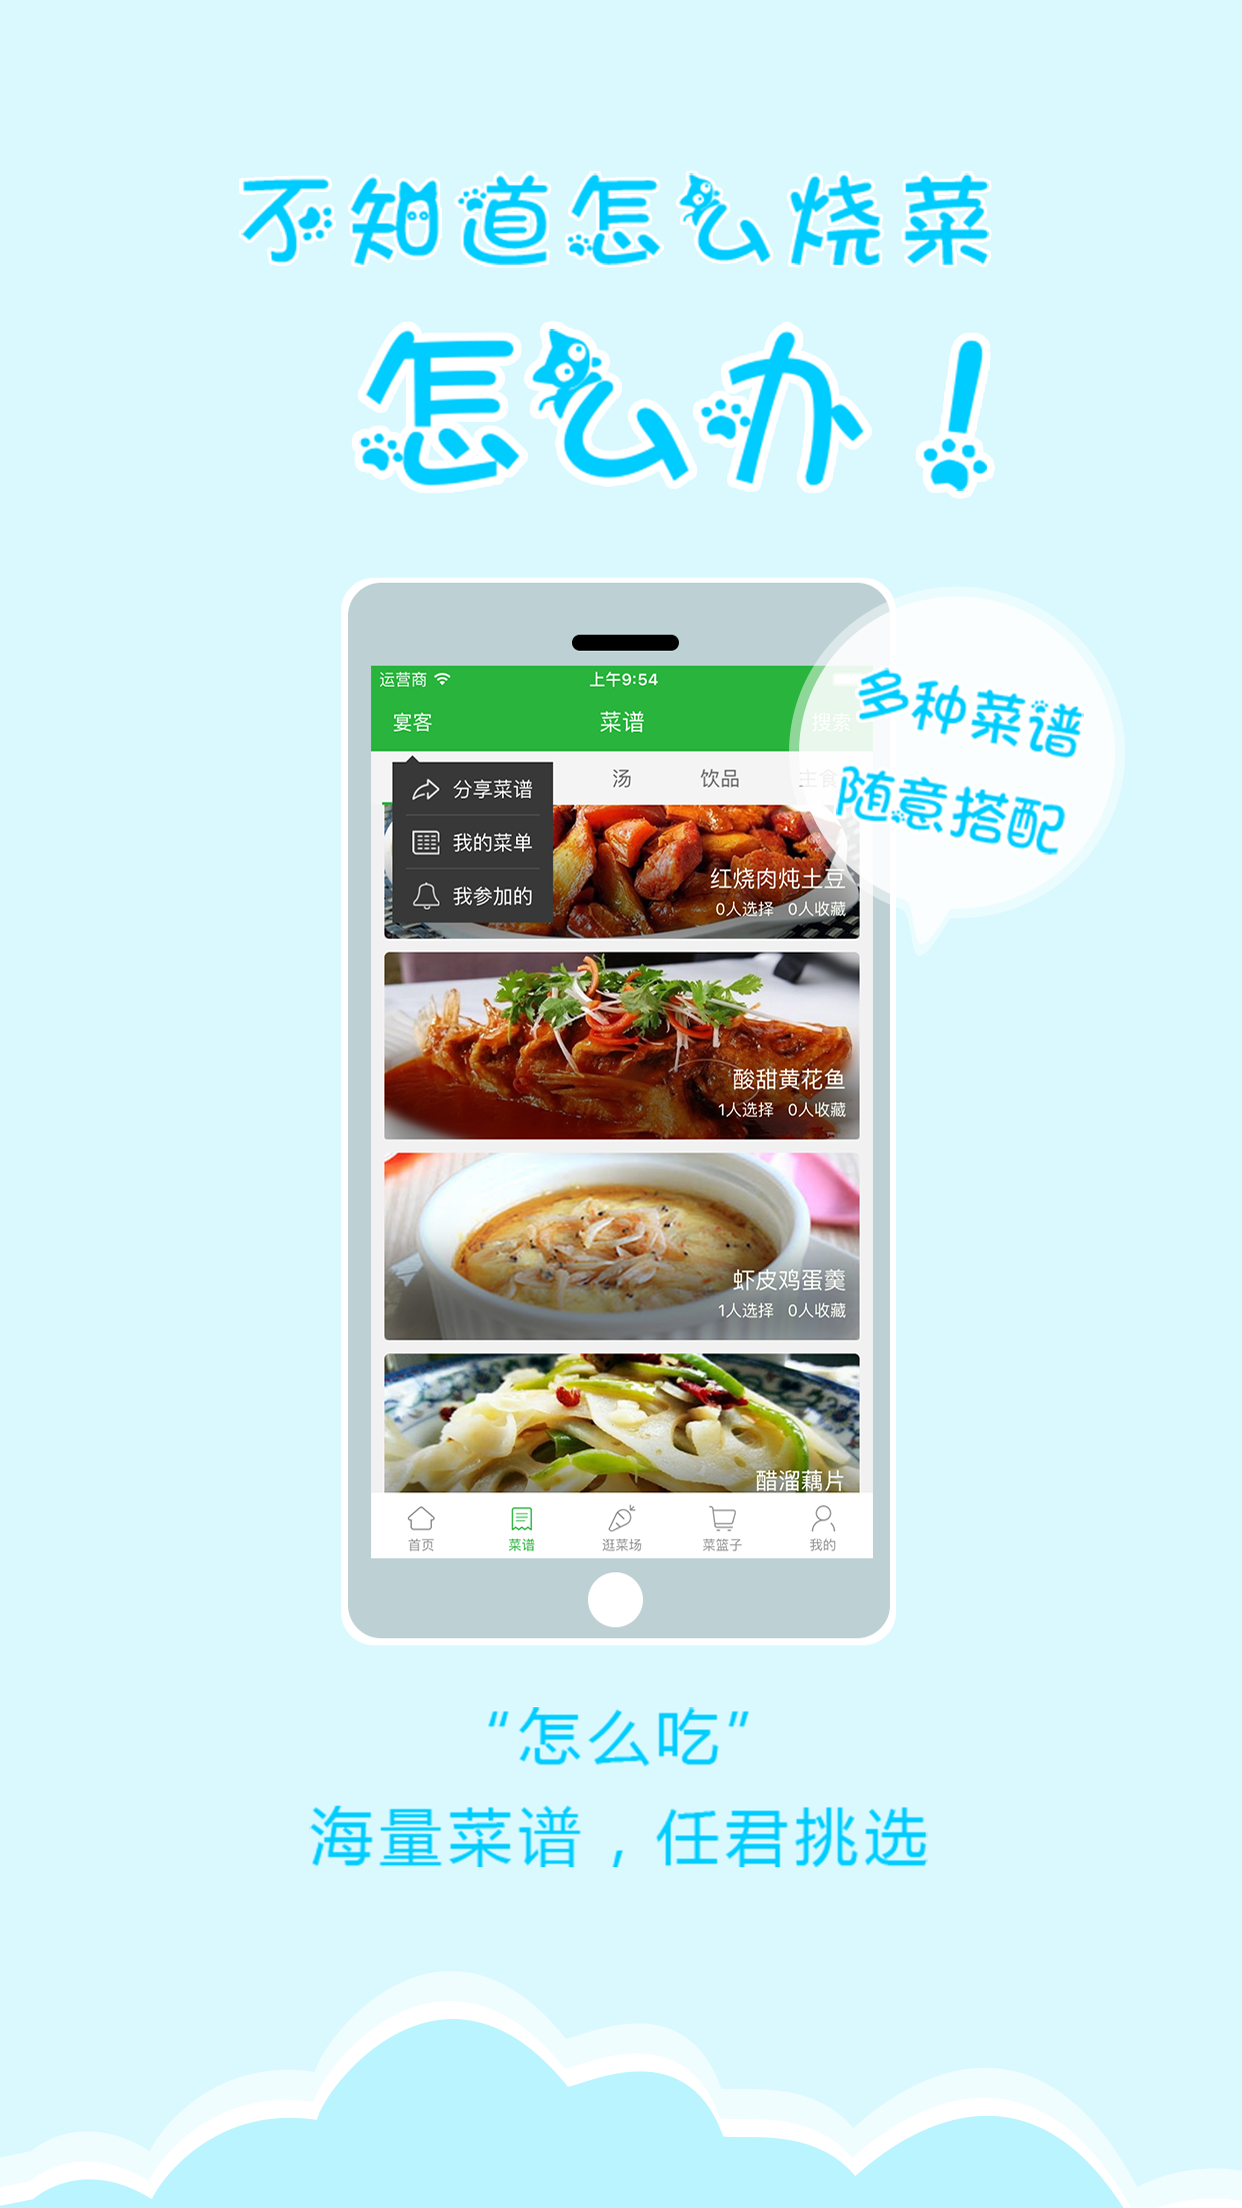 不知道怎么烧菜
怎么办！
运营商 上午9:54
宴客 菜谱 搜索
多种菜谱
随意搭配
汤 饮品 主食
分享菜谱
我的菜单
我参加的
红烧肉炖土豆
0人选择 0人收藏
酸甜黄花鱼
1人选择 0人收藏
虾皮鸡蛋羹
1人选择 0人收藏
醋溜藕片
首页 菜谱 逛菜场 菜篮子 我的
“怎么吃”
海量菜谱，任君挑选